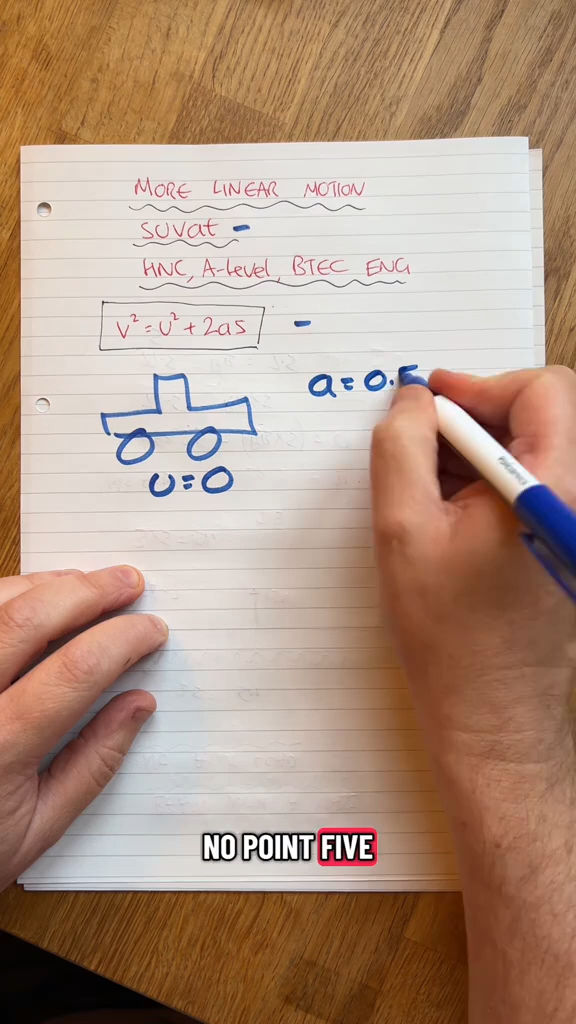 MORE LINEAR MOTION
SUVAT -
HNC, A-Level, BTEC ENG
V² = U² + 2as -
a = 0.5
U = 0
NO POINT FIVE